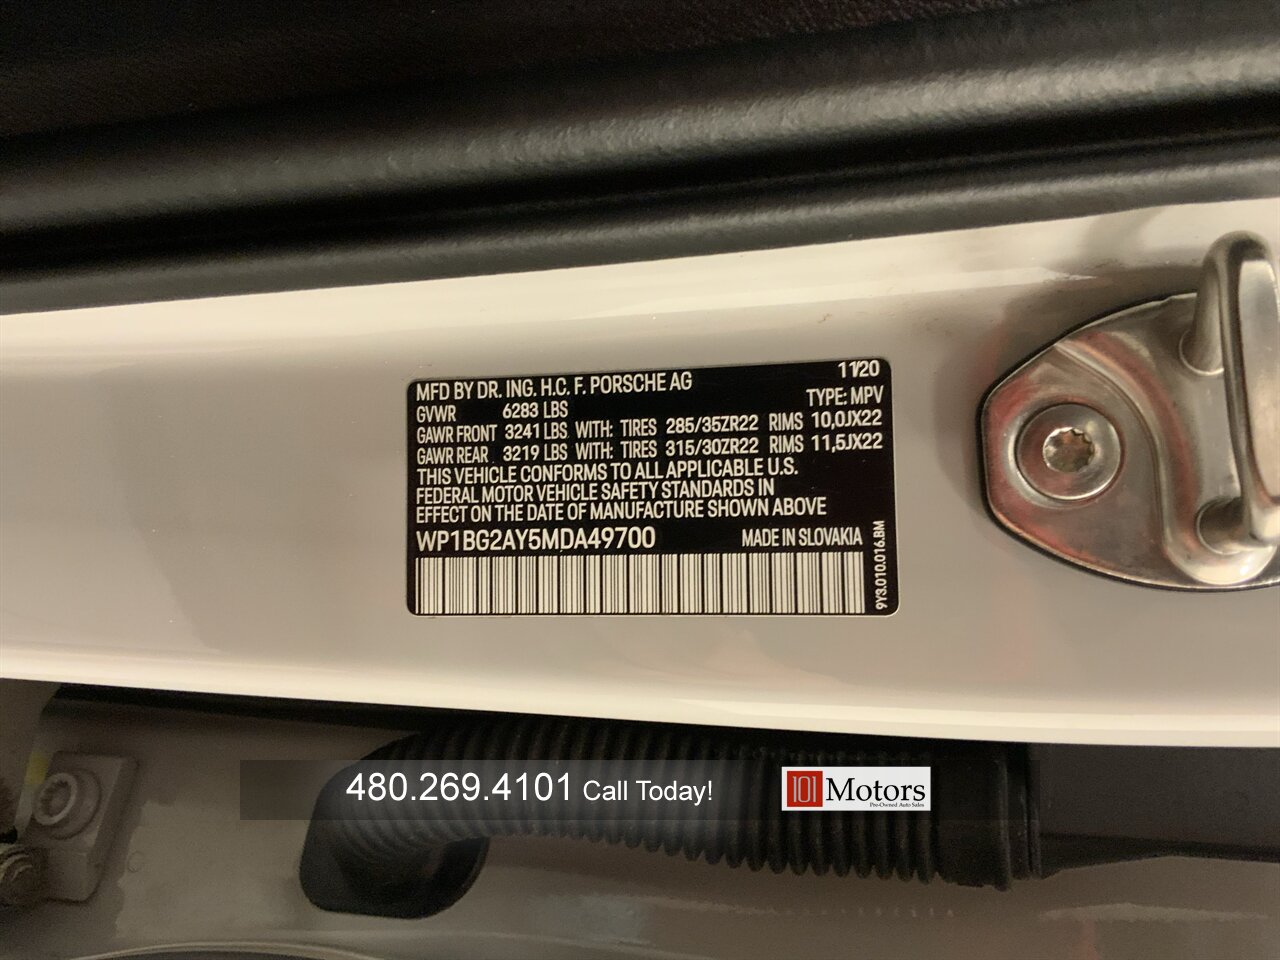 MFD BY DR. ING. H.C. F. PORSCHE AG 11/20
GVWR 6283 LBS TYPE: MPV
GAWR FRONT 3241 LBS WITH: TIRES 285/35ZR22 RIMS 10,0JX22
GAWR REAR 3219 LBS WITH: TIRES 315/30ZR22 RIMS 11,5JX22
THIS VEHICLE CONFORMS TO ALL APPLICABLE U.S.
FEDERAL MOTOR VEHICLE SAFETY STANDARDS IN
EFFECT ON THE DATE OF MANUFACTURE SHOWN ABOVE
WP1BG2AY5MDA49700 MADE IN SLOVAKIA
9Y3.010.016.BM
480.269.4101 Call Today!
101 Motors
Pre-Owned Auto Sales